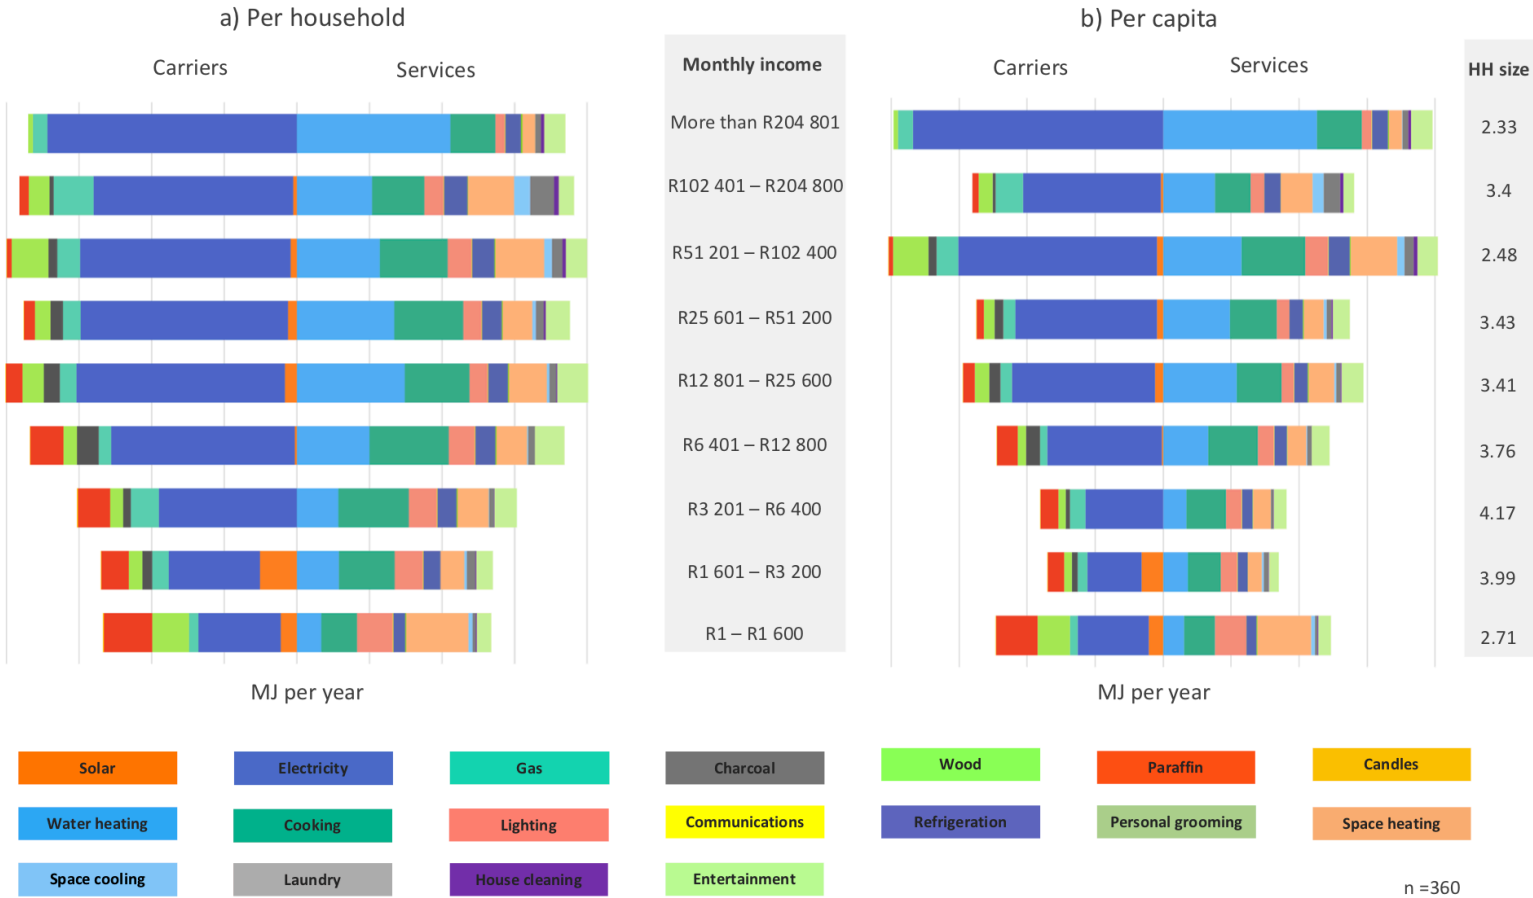 a) Per household
b) Per capita
Carriers
Services
Monthly income
Carriers
Services
HH size
More than R204 801
2.33
R102 401 – R204 800
3.4
R51 201 – R102 400
2.48
R25 601 – R51 200
3.43
R12 801 – R25 600
3.41
R6 401 – R12 800
3.76
R3 201 – R6 400
4.17
R1 601 – R3 200
3.99
R1 – R1 600
2.71
MJ per year
MJ per year
Solar
Electricity
Gas
Charcoal
Wood
Paraffin
Candles
Water heating
Cooking
Lighting
Communications
Refrigeration
Personal grooming
Space heating
Space cooling
Laundry
House cleaning
Entertainment
n =360